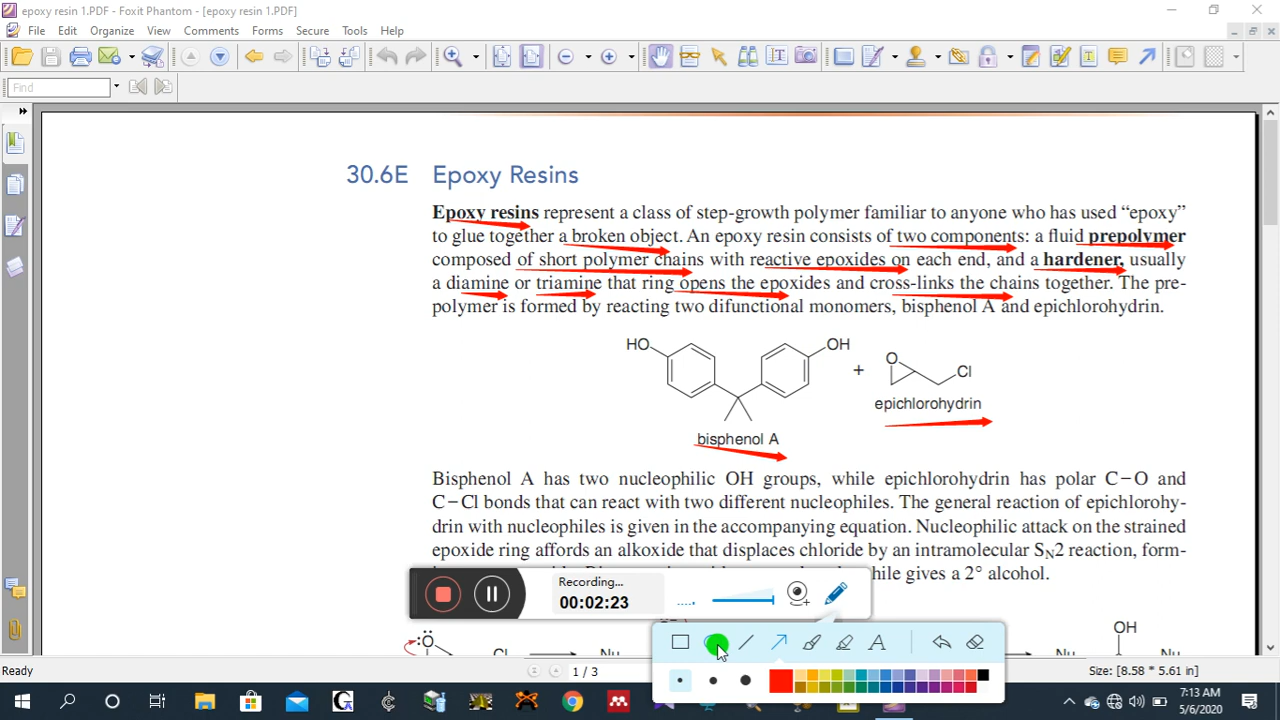 epoxy resin 1.PDF - Foxit Phantom - [epoxy resin 1.PDF]
File Edit Organize View Comments Forms Secure Tools Help
Find
30.6E Epoxy Resins
Epoxy resins represent a class of step-growth polymer familiar to anyone who has used “epoxy”
to glue together a broken object. An epoxy resin consists of two components: a fluid prepolymer
composed of short polymer chains with reactive epoxides on each end, and a hardener, usually
a diamine or triamine that ring opens the epoxides and cross-links the chains together. The pre-
polymer is formed by reacting two difunctional monomers, bisphenol A and epichlorohydrin.
HO OH O Cl
+
epichlorohydrin
bisphenol A
Bisphenol A has two nucleophilic OH groups, while epichlorohydrin has polar C–O and
C–Cl bonds that can react with two different nucleophiles. The general reaction of epichlorohy-
drin with nucleophiles is given in the accompanying equation. Nucleophilic attack on the strained
epoxide ring affords an alkoxide that displaces chloride by an intramolecular SN2 reaction, form-
hile gives a 2° alcohol.
Recording...
00:02:23
OH
:Ö Cl Nu Nu Nu
A
Ready 1 / 3 Size: [8.58 * 5.61 in]
7:13 AM
5/6/2020